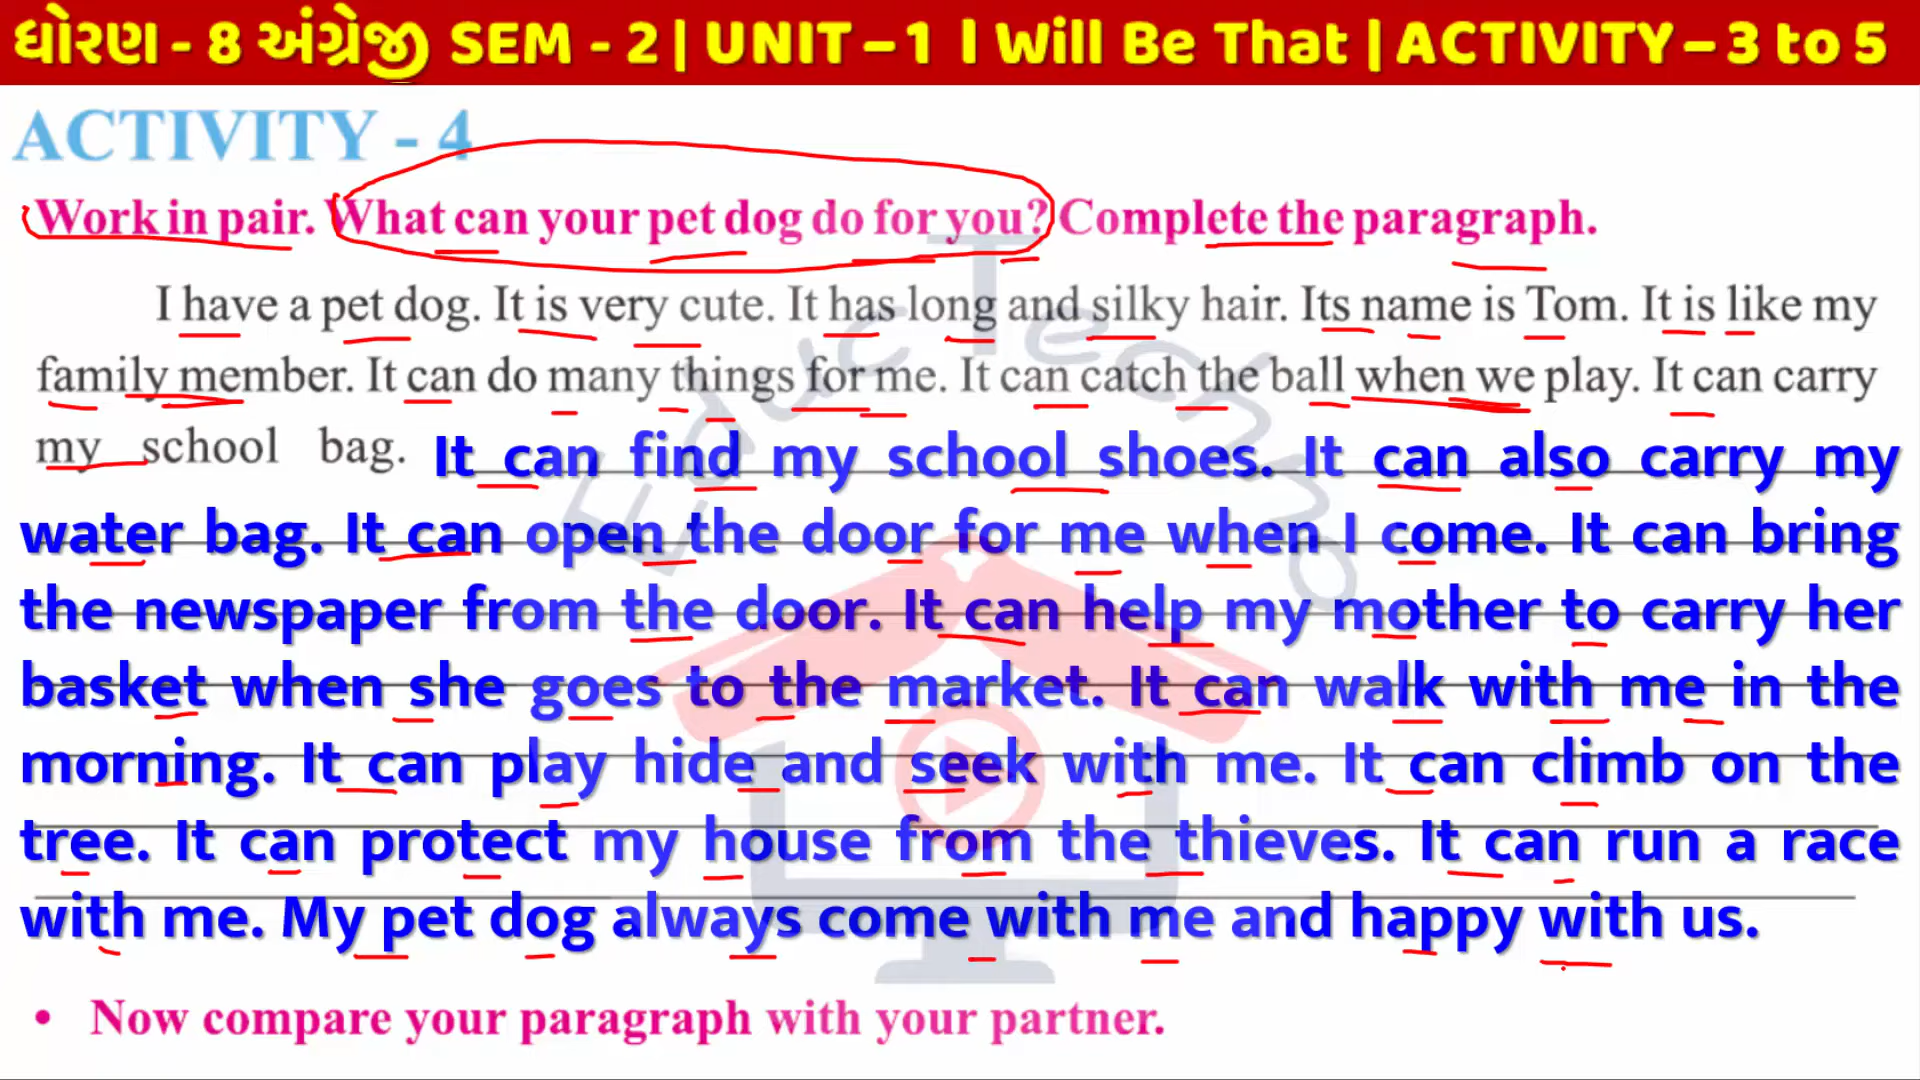 ધોરણ - 8 અંગ્રેજી SEM - 2 | UNIT – 1 I Will Be That | ACTIVITY – 3 to 5
ACTIVITY - 4
Work in pair. What can your pet dog do for you? Complete the paragraph.
I have a pet dog. It is very cute. It has long and silky hair. Its name is Tom. It is like my
family member. It can do many things for me. It can catch the ball when we play. It can carry
my school bag. It can find my school shoes. It can also carry my
water bag. It can open the door for me when I come. It can bring
the newspaper from the door. It can help my mother to carry her
basket when she goes to the market. It can walk with me in the
morning. It can play hide and seek with me. It can climb on the
tree. It can protect my house from the thieves. It can run a race
with me. My pet dog always come with me and happy with us.
• Now compare your paragraph with your partner.
Educ Techno